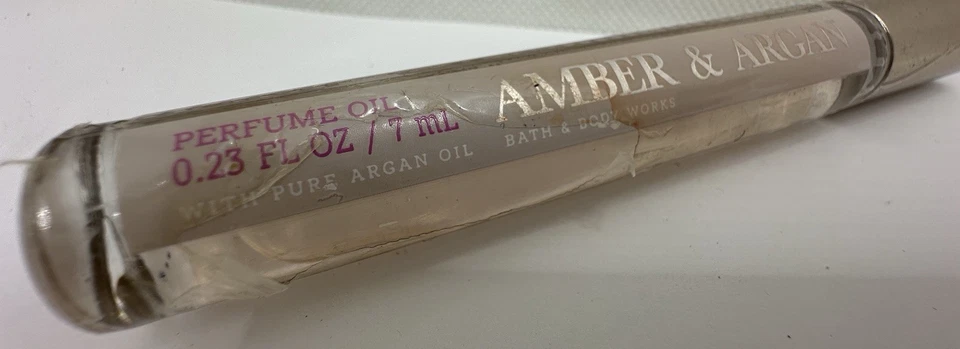 AMBER & ARGAN
BATH & BODY WORKS
PERFUME OIL
0.23 FL OZ / 7 mL
WITH PURE ARGAN OIL